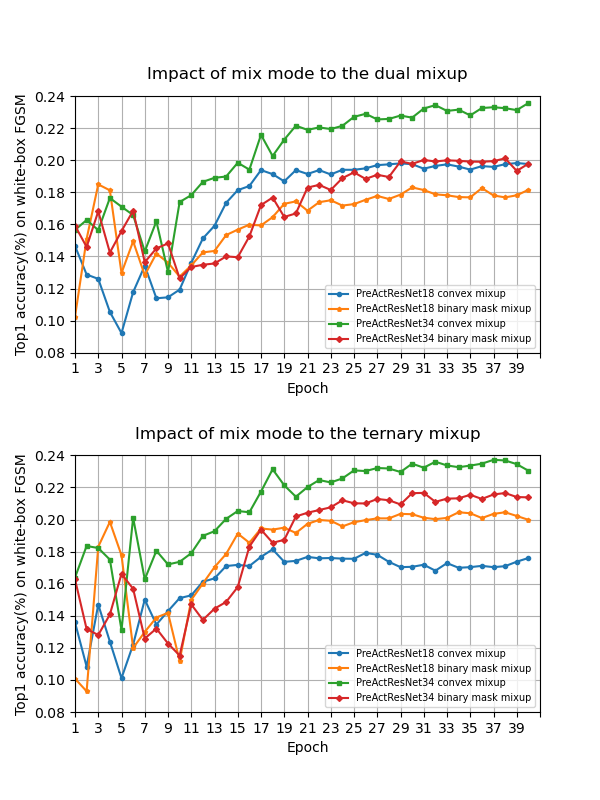 Impact of mix mode to the dual mixup
Top1 accuracy(%) on white-box FGSM
0.24
0.22
0.20
0.18
0.16
0.14
0.12
0.10
0.08
PreActResNet18 convex mixup
PreActResNet18 binary mask mixup
PreActResNet34 convex mixup
PreActResNet34 binary mask mixup
1 3 5 7 9 11 13 15 17 19 21 23 25 27 29 31 33 35 37 39
Epoch
Impact of mix mode to the ternary mixup
Top1 accuracy(%) on white-box FGSM
0.24
0.22
0.20
0.18
0.16
0.14
0.12
0.10
0.08
PreActResNet18 convex mixup
PreActResNet18 binary mask mixup
PreActResNet34 convex mixup
PreActResNet34 binary mask mixup
1 3 5 7 9 11 13 15 17 19 21 23 25 27 29 31 33 35 37 39
Epoch